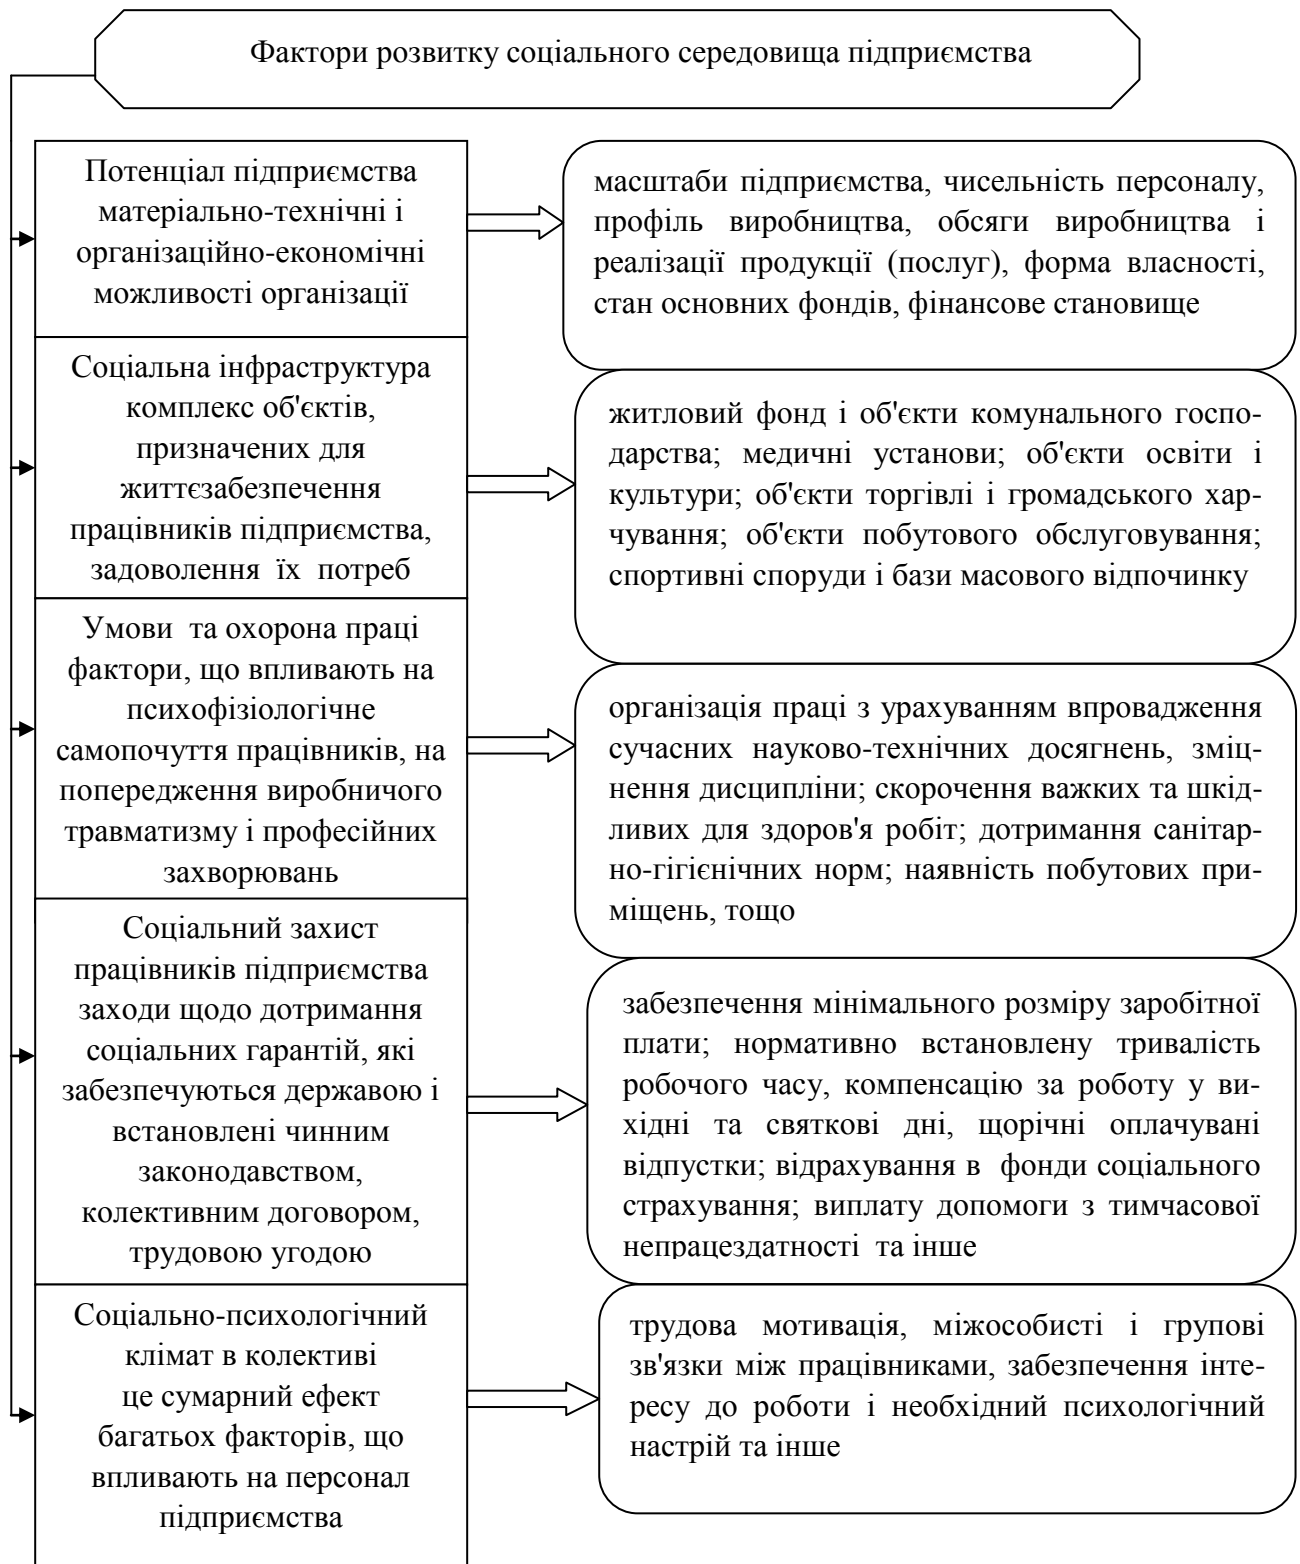 Фактори розвитку соціального середовища підприємства
Потенціал підприємства
матеріально-технічні і
організаційно-економічні
можливості організації
масштаби підприємства, чисельність персоналу,
профіль виробництва, обсяги виробництва і
реалізації продукції (послуг), форма власності,
стан основних фондів, фінансове становище
Соціальна інфраструктура
комплекс об'єктів,
призначених для
життєзабезпечення
працівників підприємства,
задоволення їх потреб
житловий фонд і об'єкти комунального госпо-
дарства; медичні установи; об'єкти освіти і
культури; об'єкти торгівлі і громадського хар-
чування; об'єкти побутового обслуговування;
спортивні споруди і бази масового відпочинку
Умови та охорона праці
фактори, що впливають на
психофізіологічне
самопочуття працівників, на
попередження виробничого
травматизму і професійних
захворювань
організація праці з урахуванням впровадження
сучасних науково-технічних досягнень, зміц-
нення дисципліни; скорочення важких та шкід-
ливих для здоров'я робіт; дотримання санітар-
но-гігієнічних норм; наявність побутових при-
міщень, тощо
Соціальний захист
працівників підприємства
заходи щодо дотримання
соціальних гарантій, які
забезпечуються державою і
встановлені чинним
законодавством,
колективним договором,
трудовою угодою
забезпечення мінімального розміру заробітної
плати; нормативно встановлену тривалість
робочого часу, компенсацію за роботу у ви-
хідні та святкові дні, щорічні оплачувані
відпустки; відрахування в фонди соціального
страхування; виплату допомоги з тимчасової
непрацездатності та інше
Соціально-психологічний
клімат в колективі
це сумарний ефект
багатьох факторів, що
впливають на персонал
підприємства
трудова мотивація, міжособисті і групові
зв'язки між працівниками, забезпечення інте-
ресу до роботи і необхідний психологічний
настрій та інше